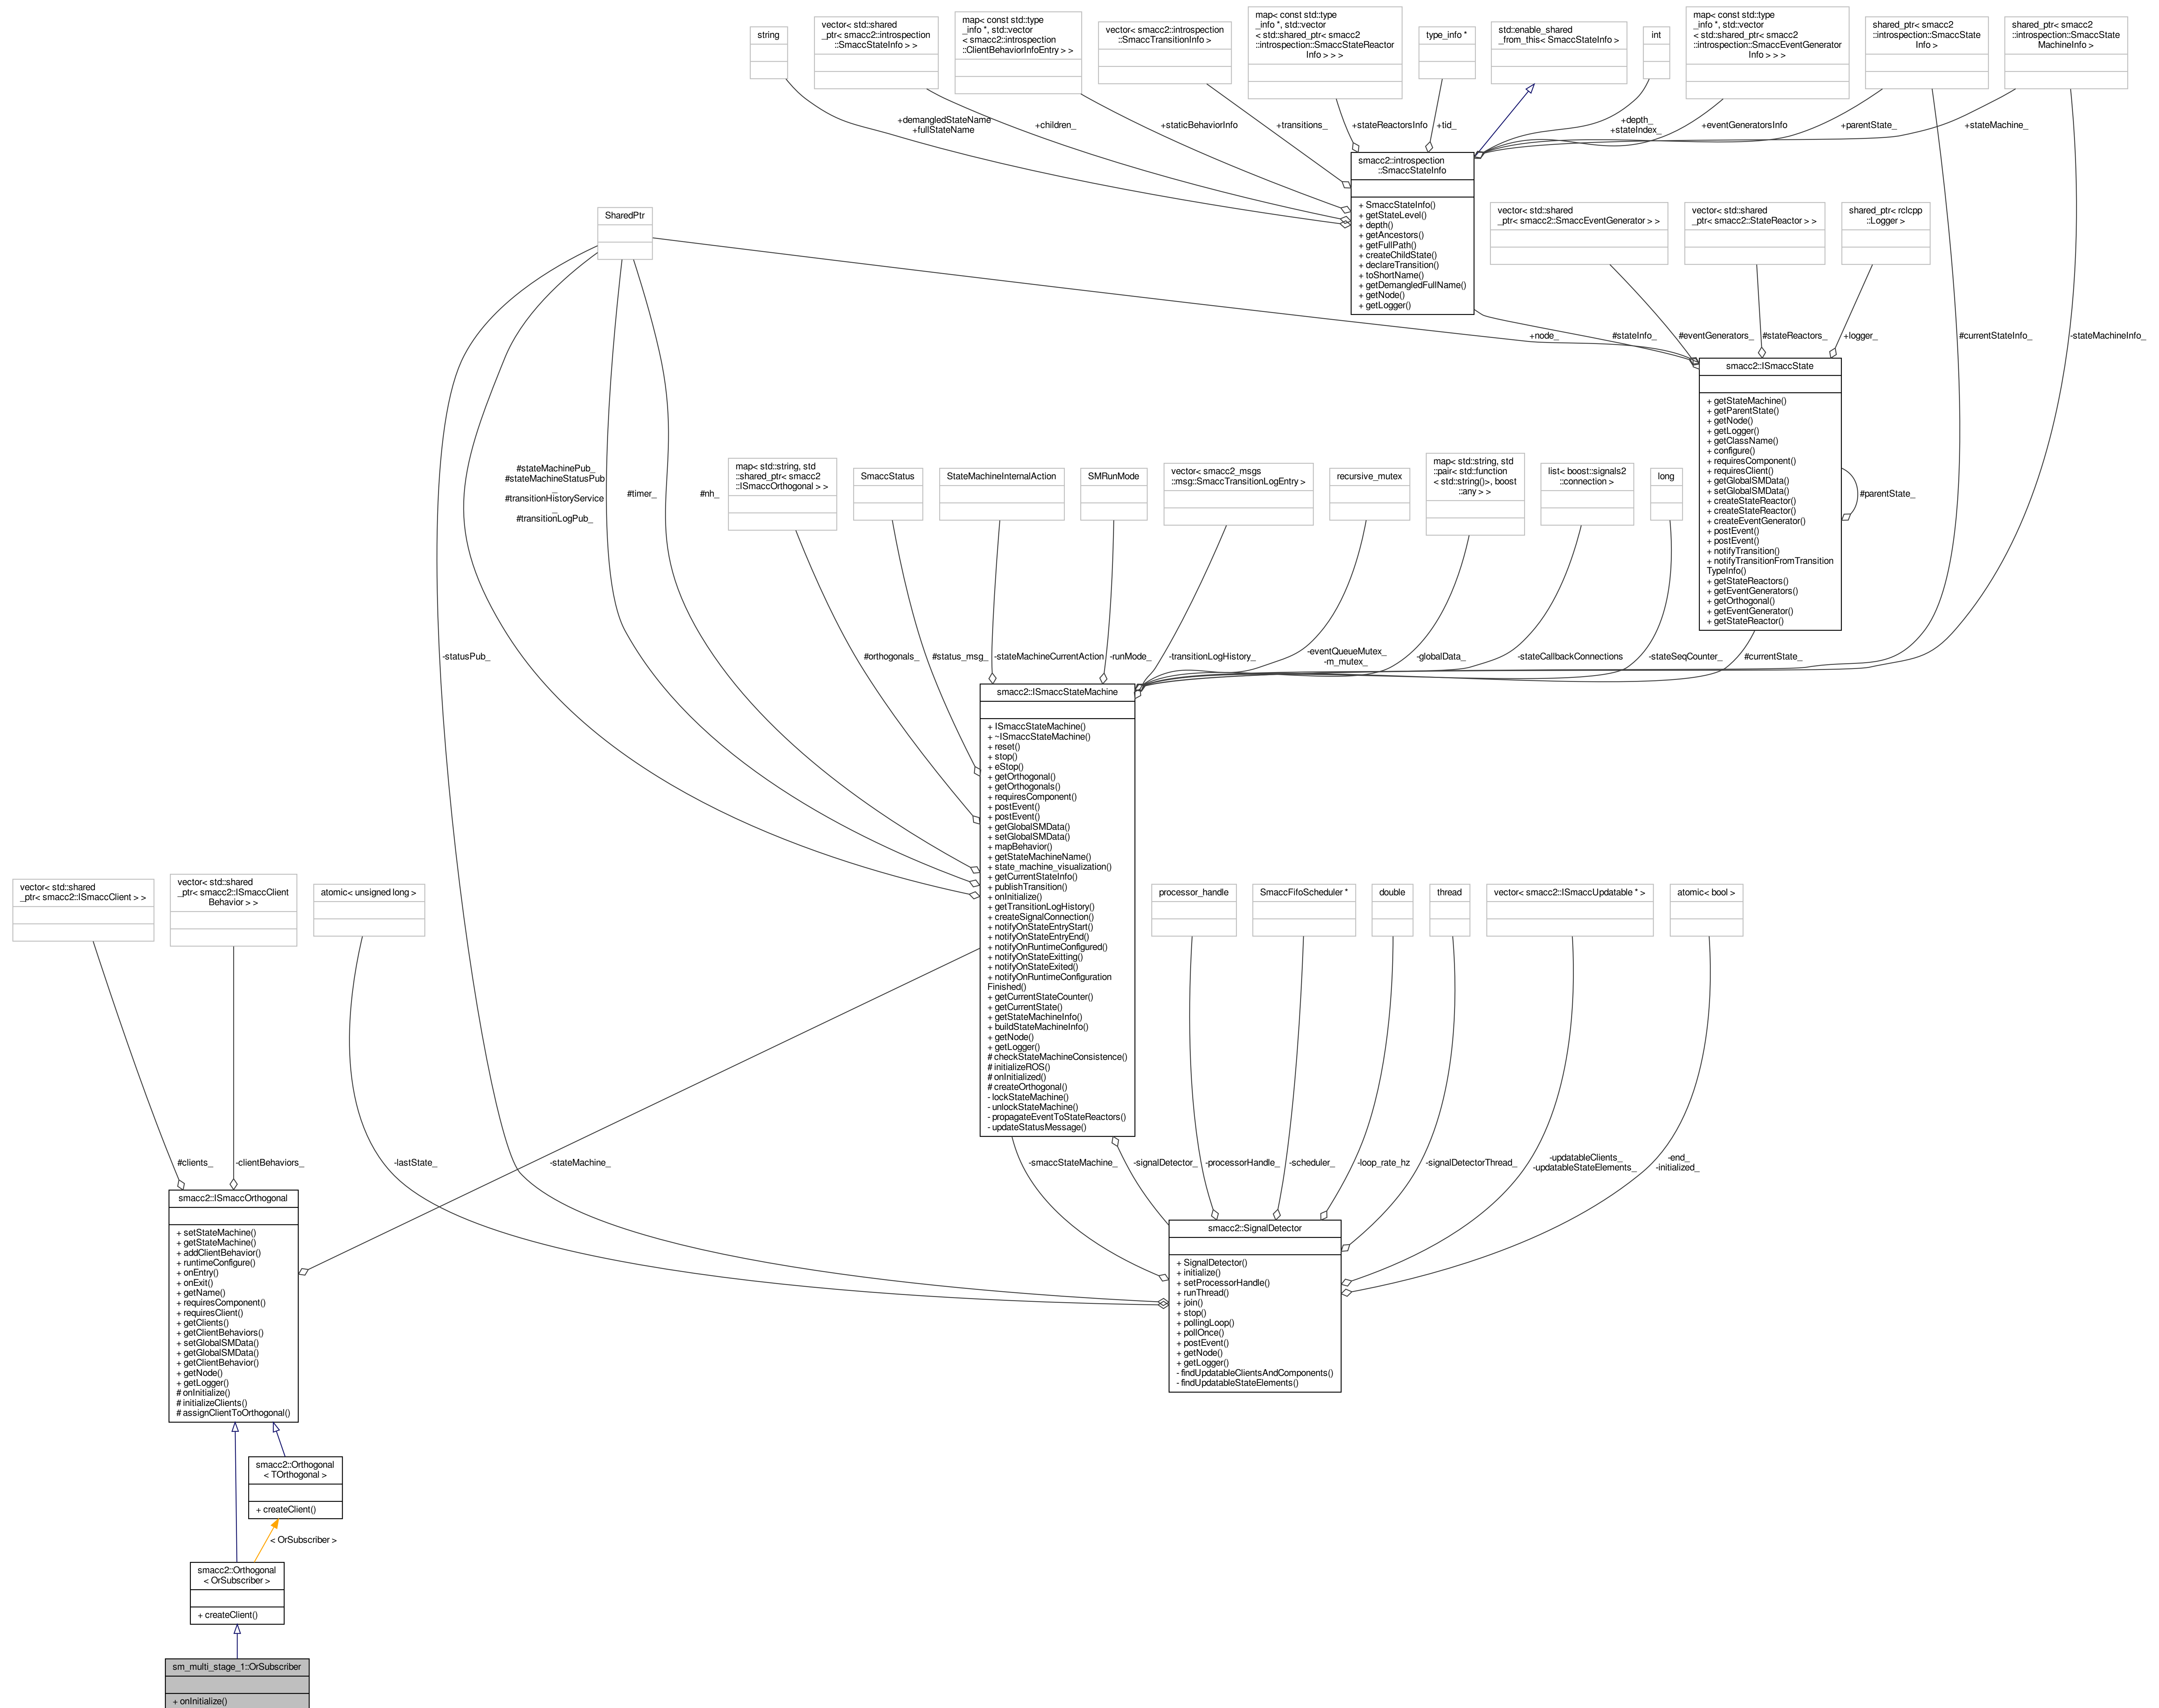 string
vector< std::shared
_ptr< smacc2::introspection
::SmaccStateInfo > >
map< const std::type
_info *, std::vector
< smacc2::introspection
::ClientBehaviorInfoEntry > >
vector< smacc2::introspection
::SmaccTransitionInfo >
map< const std::type
_info *, std::vector
< std::shared_ptr< smacc2
::introspection::SmaccStateReactor
Info > > >
type_info *
std::enable_shared
_from_this< SmaccStateInfo >
int
map< const std::type
_info *, std::vector
< std::shared_ptr< smacc2
::introspection::SmaccEventGenerator
Info > > >
shared_ptr< smacc2
::introspection::SmaccState
Info >
shared_ptr< smacc2
::introspection::SmaccState
MachineInfo >
+demangledStateName
+fullStateName
+children_
+staticBehaviorInfo
+transitions_
+stateReactorsInfo
+tid_
+depth_
+stateIndex_
+eventGeneratorsInfo
+parentState_
+stateMachine_
smacc2::introspection
::SmaccStateInfo
+ SmaccStateInfo()
+ getStateLevel()
+ depth()
+ getAncestors()
+ getFullPath()
+ createChildState()
+ declareTransition()
+ toShortName()
+ getDemangledFullName()
+ getNode()
+ getLogger()
SharedPtr
vector< std::shared
_ptr< smacc2::SmaccEventGenerator > >
vector< std::shared
_ptr< smacc2::StateReactor > >
shared_ptr< rclcpp
::Logger >
+node_
#stateInfo_
#eventGenerators_
#stateReactors_
+logger_
#currentStateInfo_
-stateMachineInfo_
smacc2::ISmaccState
+ getStateMachine()
+ getParentState()
+ getNode()
+ getLogger()
+ getClassName()
+ configure()
+ requiresComponent()
+ requiresClient()
+ getGlobalSMData()
+ setGlobalSMData()
+ createStateReactor()
+ createStateReactor()
+ createEventGenerator()
+ postEvent()
+ postEvent()
+ notifyTransition()
+ notifyTransitionFromTransition
TypeInfo()
+ getStateReactors()
+ getEventGenerators()
+ getOrthogonal()
+ getEventGenerator()
+ getStateReactor()
#parentState_
#stateMachinePub_
#stateMachineStatusPub
_
#transitionHistoryService
_
#transitionLogPub_
#timer_
#nh_
map< std::string, std
::shared_ptr< smacc2
::ISmaccOrthogonal > >
SmaccStatus
StateMachineInternalAction
SMRunMode
vector< smacc2_msgs
::msg::SmaccTransitionLogEntry >
recursive_mutex
map< std::string, std
::pair< std::function
< std::string()>, boost
::any > >
list< boost::signals2
::connection >
long
-statusPub_
#orthogonals_
#status_msg_
-stateMachineCurrentAction
-runMode_
-transitionLogHistory_
-eventQueueMutex_
-m_mutex_
-globalData_
-stateCallbackConnections
-stateSeqCounter_
#currentState_
smacc2::ISmaccStateMachine
+ ISmaccStateMachine()
+ ~ISmaccStateMachine()
+ reset()
+ stop()
+ eStop()
+ getOrthogonal()
+ getOrthogonals()
+ requiresComponent()
+ postEvent()
+ postEvent()
+ getGlobalSMData()
+ setGlobalSMData()
+ mapBehavior()
+ getStateMachineName()
+ state_machine_visualization()
+ getCurrentStateInfo()
+ publishTransition()
+ onInitialize()
+ getTransitionLogHistory()
+ createSignalConnection()
+ notifyOnStateEntryStart()
+ notifyOnStateEntryEnd()
+ notifyOnRuntimeConfigured()
+ notifyOnStateExitting()
+ notifyOnStateExited()
+ notifyOnRuntimeConfiguration
Finished()
+ getCurrentStateCounter()
+ getCurrentState()
+ getStateMachineInfo()
+ buildStateMachineInfo()
+ getNode()
+ getLogger()
# checkStateMachineConsistence()
# initializeROS()
# onInitialized()
# createOrthogonal()
- lockStateMachine()
- unlockStateMachine()
- propagateEventToStateReactors()
- updateStatusMessage()
vector< std::shared
_ptr< smacc2::ISmaccClient > >
vector< std::shared
_ptr< smacc2::ISmaccClient
Behavior > >
atomic< unsigned long >
processor_handle
SmaccFifoScheduler *
double
thread
vector< smacc2::ISmaccUpdatable * >
atomic< bool >
#clients_
-clientBehaviors_
-lastState_
-stateMachine_
-smaccStateMachine_
-signalDetector_
-processorHandle_
-scheduler_
-loop_rate_hz
-signalDetectorThread_
-updatableClients_
-updatableStateElements_
-end_
-initialized_
smacc2::ISmaccOrthogonal
+ setStateMachine()
+ getStateMachine()
+ addClientBehavior()
+ runtimeConfigure()
+ onEntry()
+ onExit()
+ getName()
+ requiresComponent()
+ requiresClient()
+ getClients()
+ getClientBehaviors()
+ setGlobalSMData()
+ getGlobalSMData()
+ getClientBehavior()
+ getNode()
+ getLogger()
# onInitialize()
# initializeClients()
# assignClientToOrthogonal()
smacc2::SignalDetector
+ SignalDetector()
+ initialize()
+ setProcessorHandle()
+ runThread()
+ join()
+ stop()
+ pollingLoop()
+ pollOnce()
+ postEvent()
+ getNode()
+ getLogger()
- findUpdatableClientsAndComponents()
- findUpdatableStateElements()
smacc2::Orthogonal
< TOrthogonal >
+ createClient()
< OrSubscriber >
smacc2::Orthogonal
< OrSubscriber >
+ createClient()
sm_multi_stage_1::OrSubscriber
+ onInitialize()